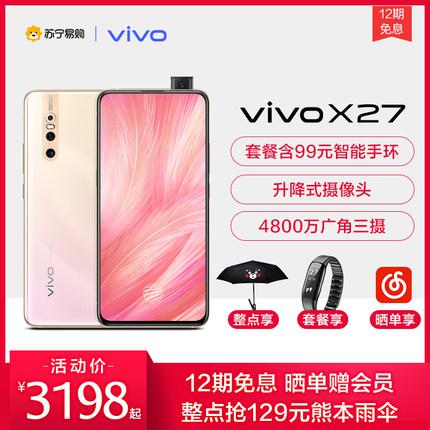 苏宁易购 vivo
12期
免息
vivo X27
套餐含99元智能手环
升降式摄像头
4800万广角三摄
vivo
整点享 套餐享 晒单享
活动价
¥3198起
12期免息 晒单赠会员
整点抢129元熊本雨伞